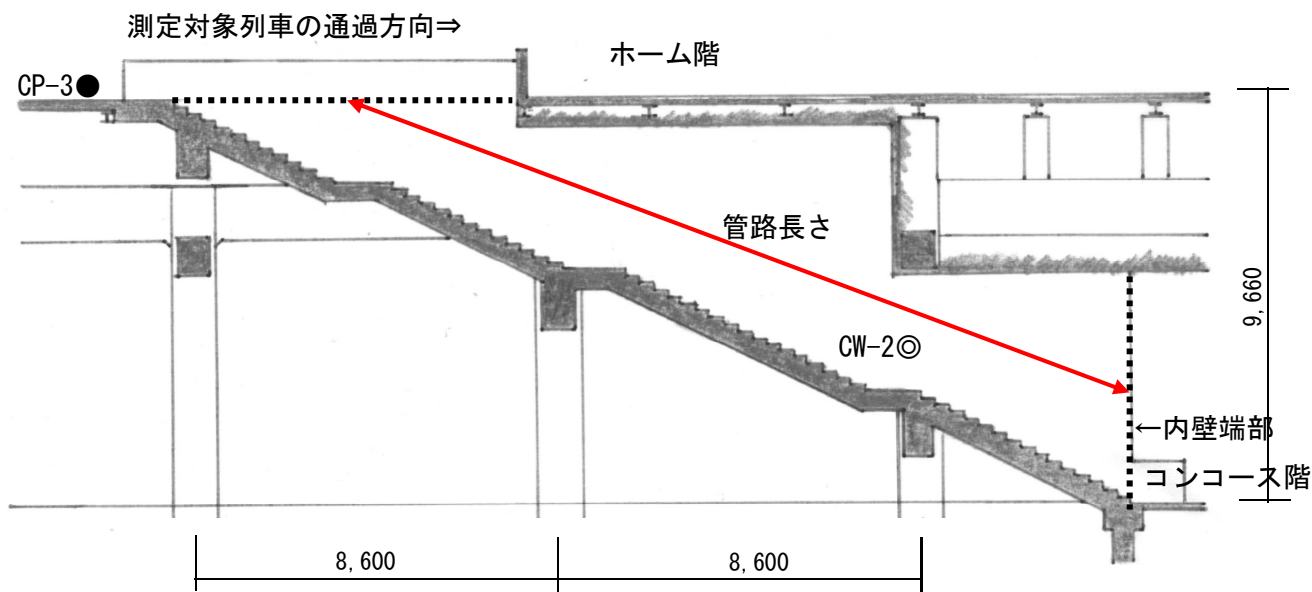 測定対象列車の通過方向⇒
ホーム階
CP-3●
管路長さ
9,660
CW-2◎
←内壁端部
コンコース階
8,600
8,600